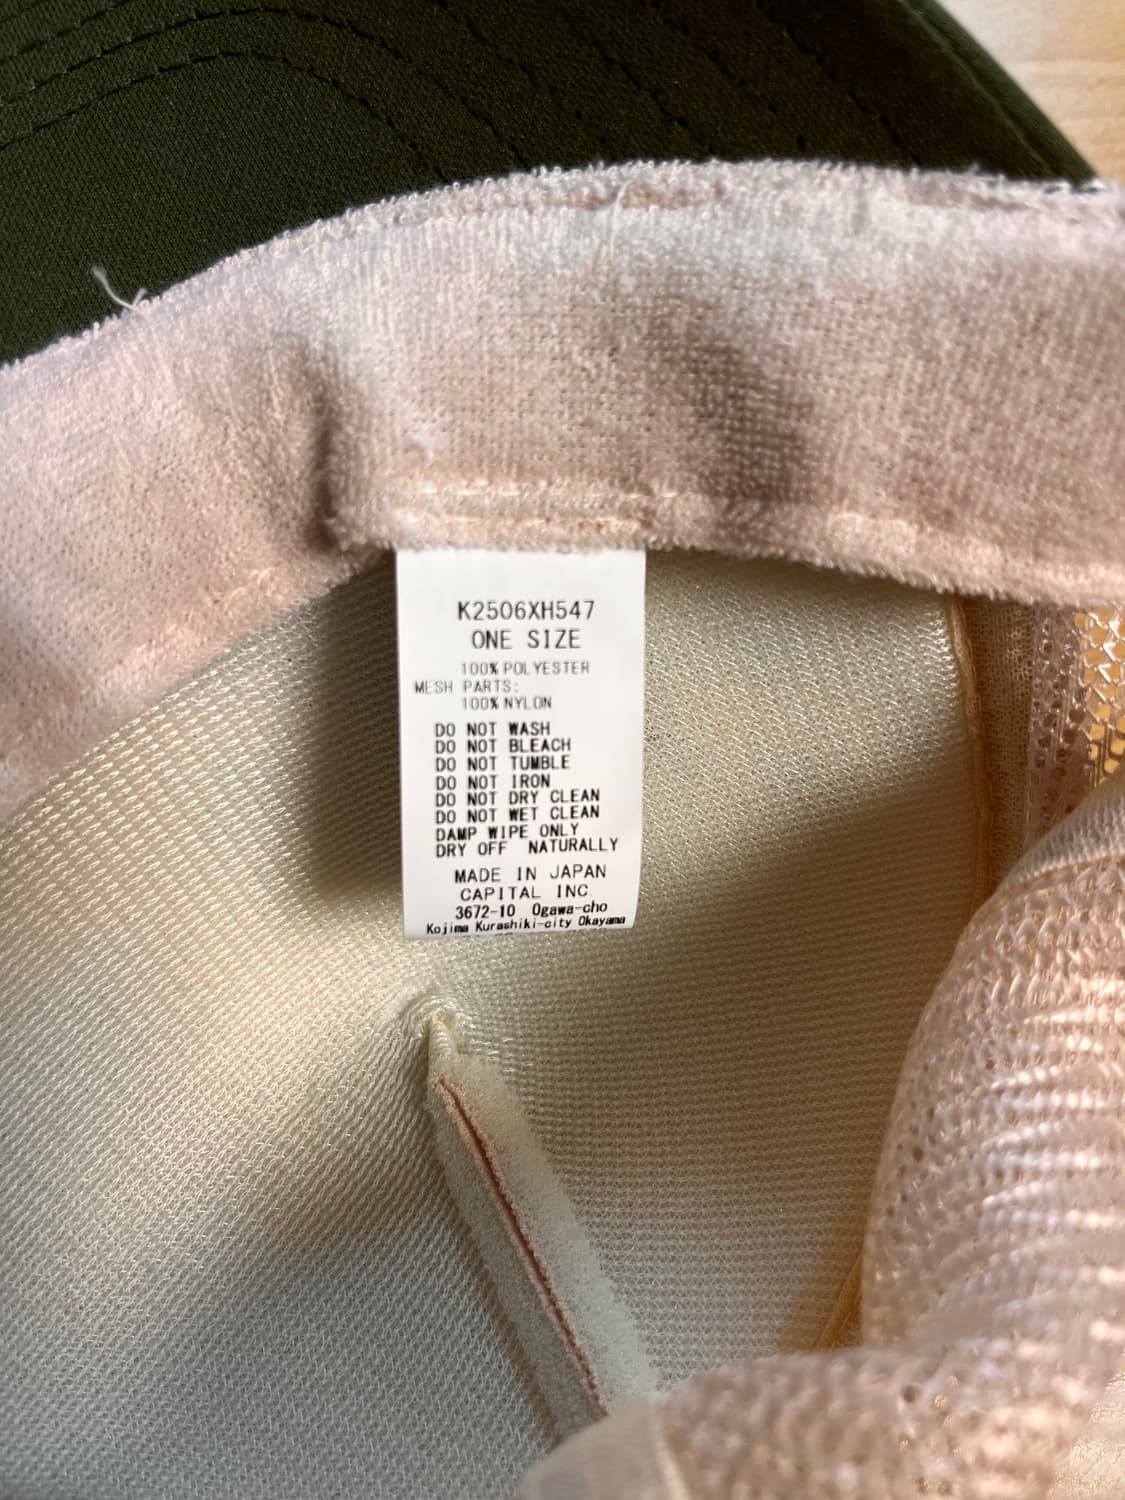 K2506XH547
ONE SIZE
100% POLYESTER
MESH PARTS:
100% NYLON
DO NOT WASH
DO NOT BLEACH
DO NOT TUMBLE
DO NOT IRON
DO NOT DRY CLEAN
DO NOT WET CLEAN
DAMP WIPE ONLY
DRY OFF NATURALLY
MADE IN JAPAN
CAPITAL INC.
3672-10 Ogawa-cho
Kojima Kurashiki-city Okayama